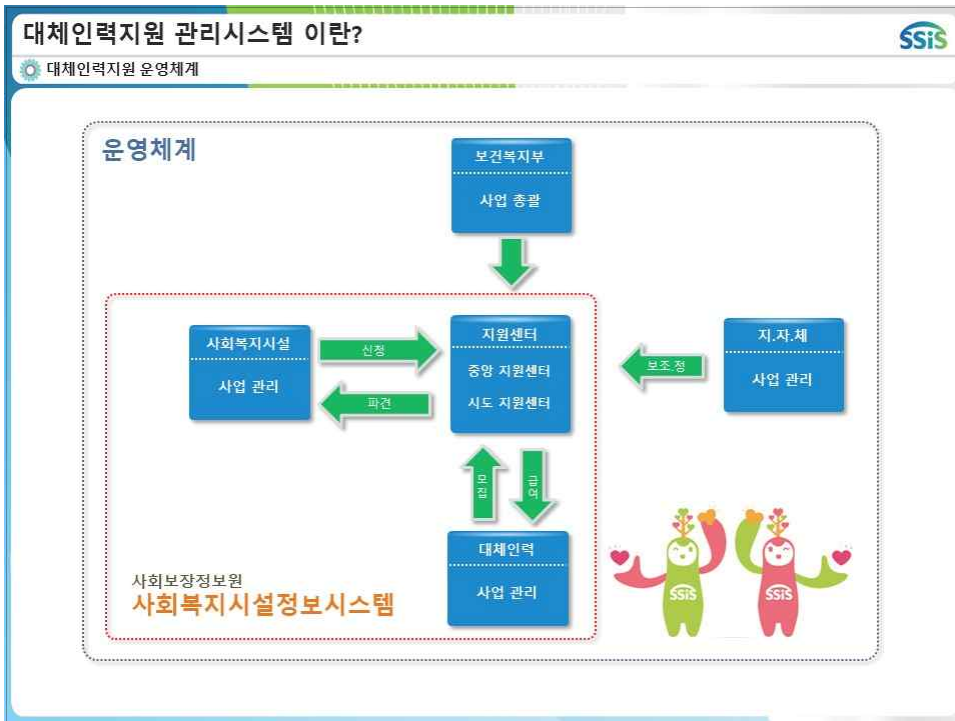 대체인력지원 관리시스템 이란?
SSiS
대체인력지원 운영체계
운영체계
보건복지부
사업 총괄
사회복지시설
사업 관리
신청
파견
지원센터
중앙 지원센터
시도 지원센터
보조.정
지.자.체
사업 관리
모집
급여
대체인력
사업 관리
사회보장정보원
사회복지시설정보시스템
SSiS
SSiS